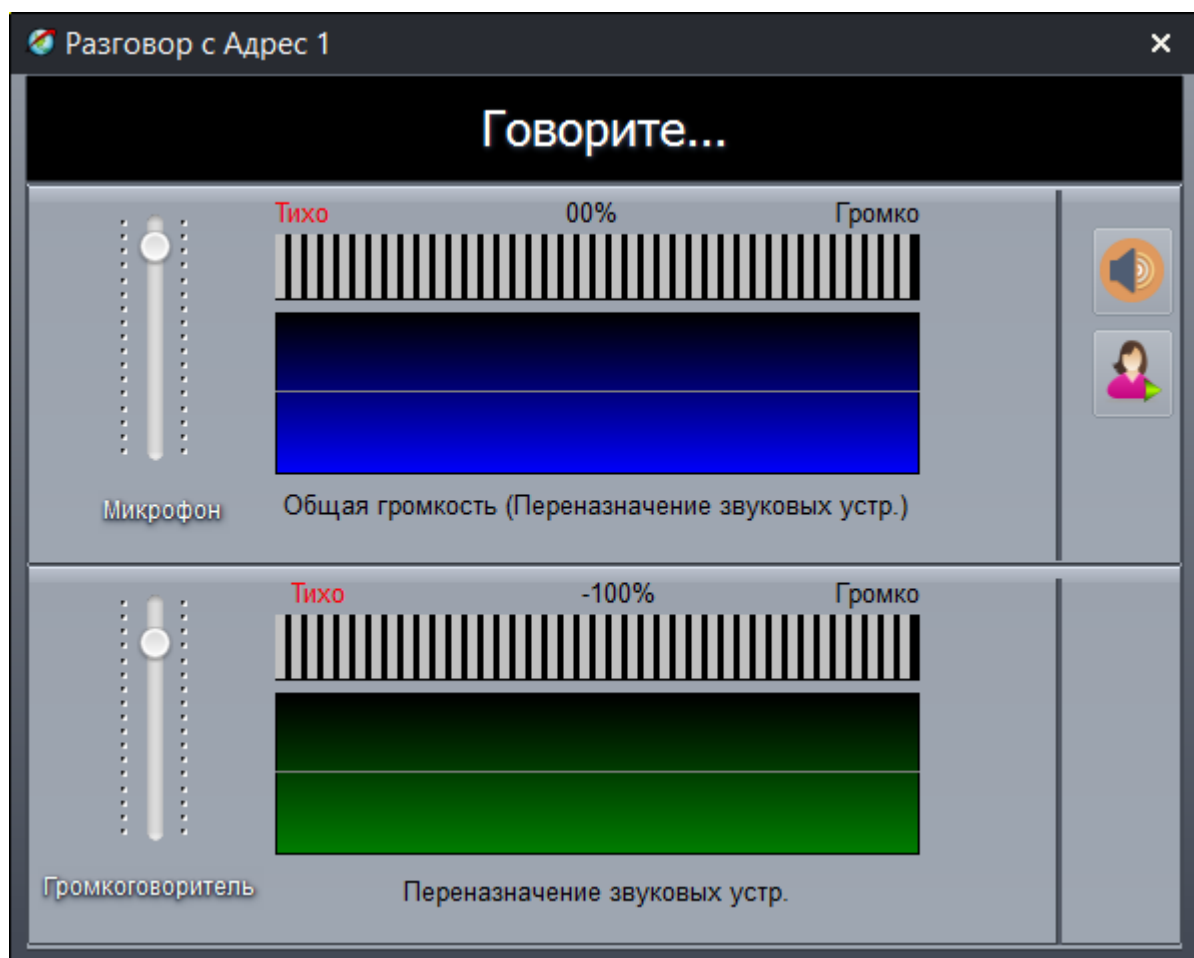 Разговор с Адрес 1
Говорите...
Тихо 00% Громко
Микрофон
Общая громкость (Переназначение звуковых устр.)
Тихо -100% Громко
Громкоговоритель
Переназначение звуковых устр.